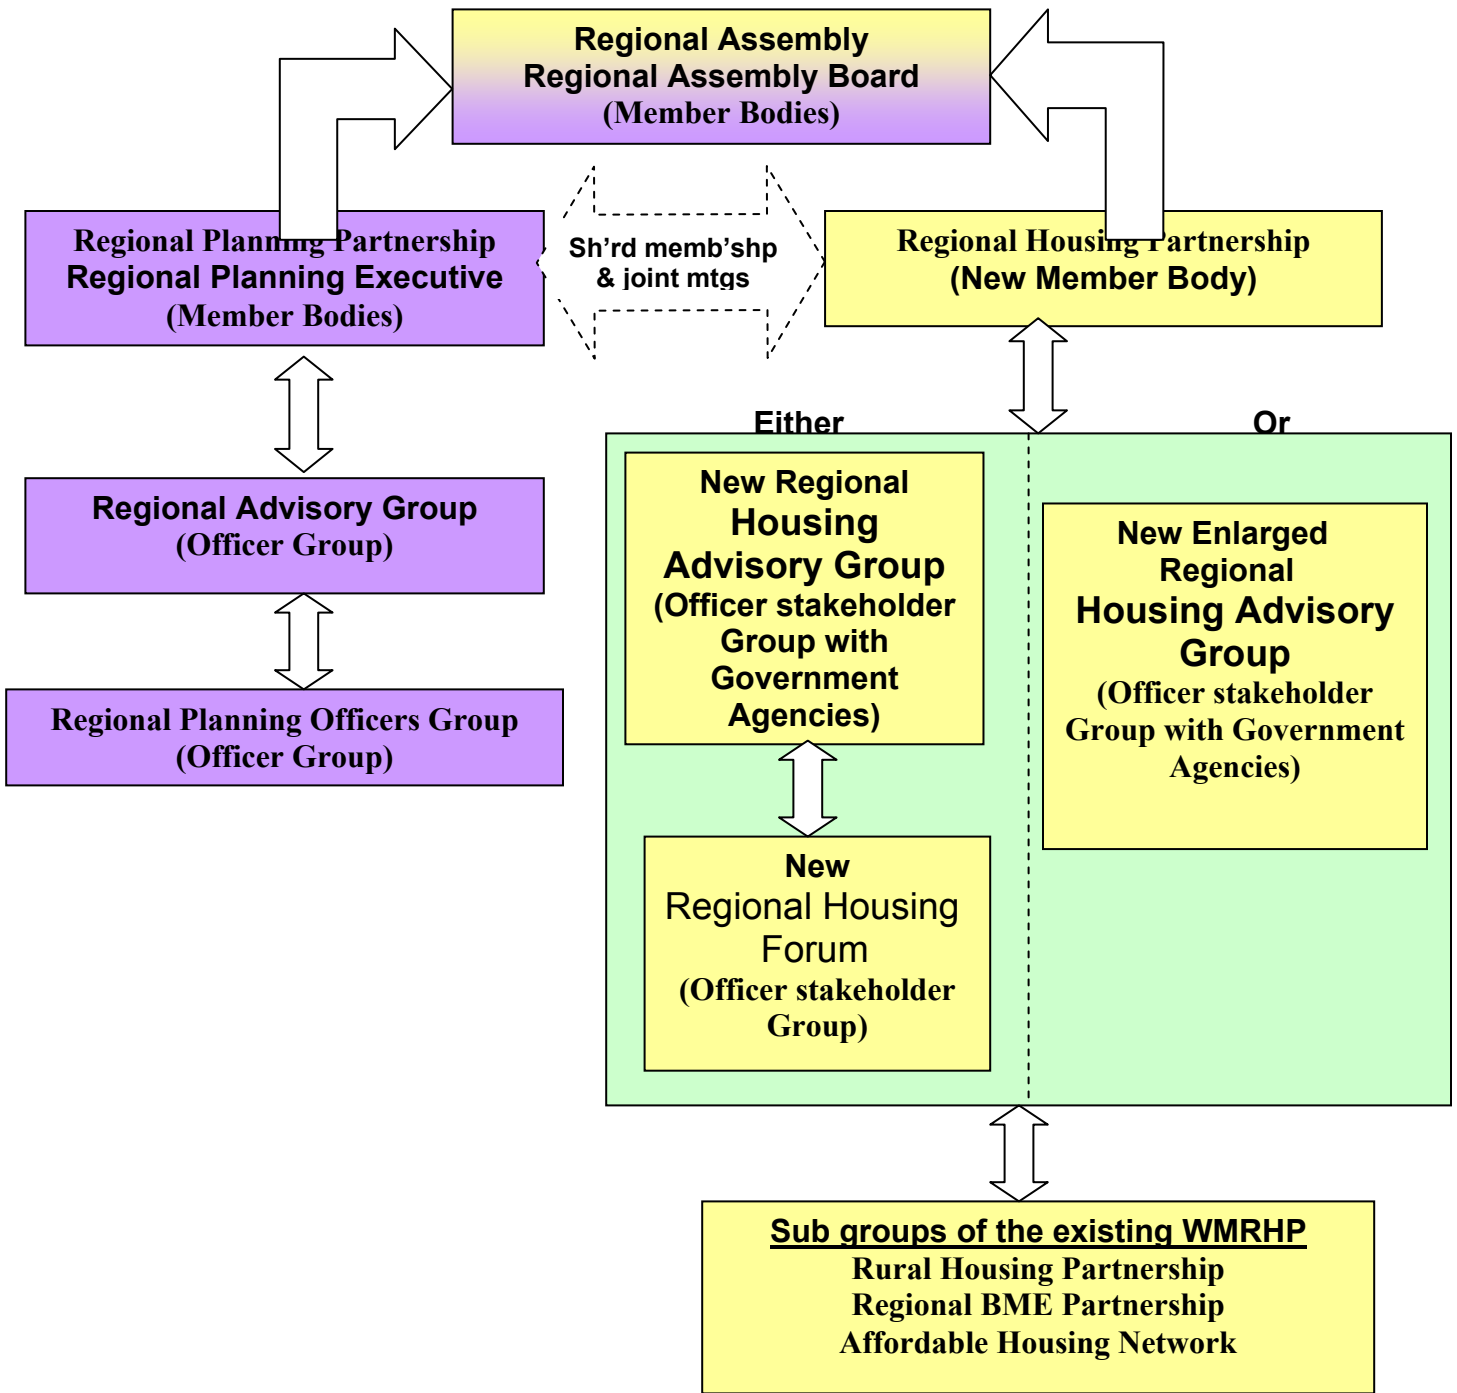 Regional Assembly
Regional Assembly Board
(Member Bodies)
Regional Planning Partnership
Regional Planning Executive
(Member Bodies)
Sh'rd memb'shp
& joint mtgs
Regional Housing Partnership
(New Member Body)
Regional Advisory Group
(Officer Group)
Regional Planning Officers Group
(Officer Group)
Either
Or
New Regional
Housing
Advisory Group
(Officer stakeholder
Group with
Government
Agencies)
New
Regional Housing
Forum
(Officer stakeholder
Group)
New Enlarged
Regional
Housing Advisory
Group
(Officer stakeholder
Group with Government
Agencies)
Sub groups of the existing WMRHP
Rural Housing Partnership
Regional BME Partnership
Affordable Housing Network